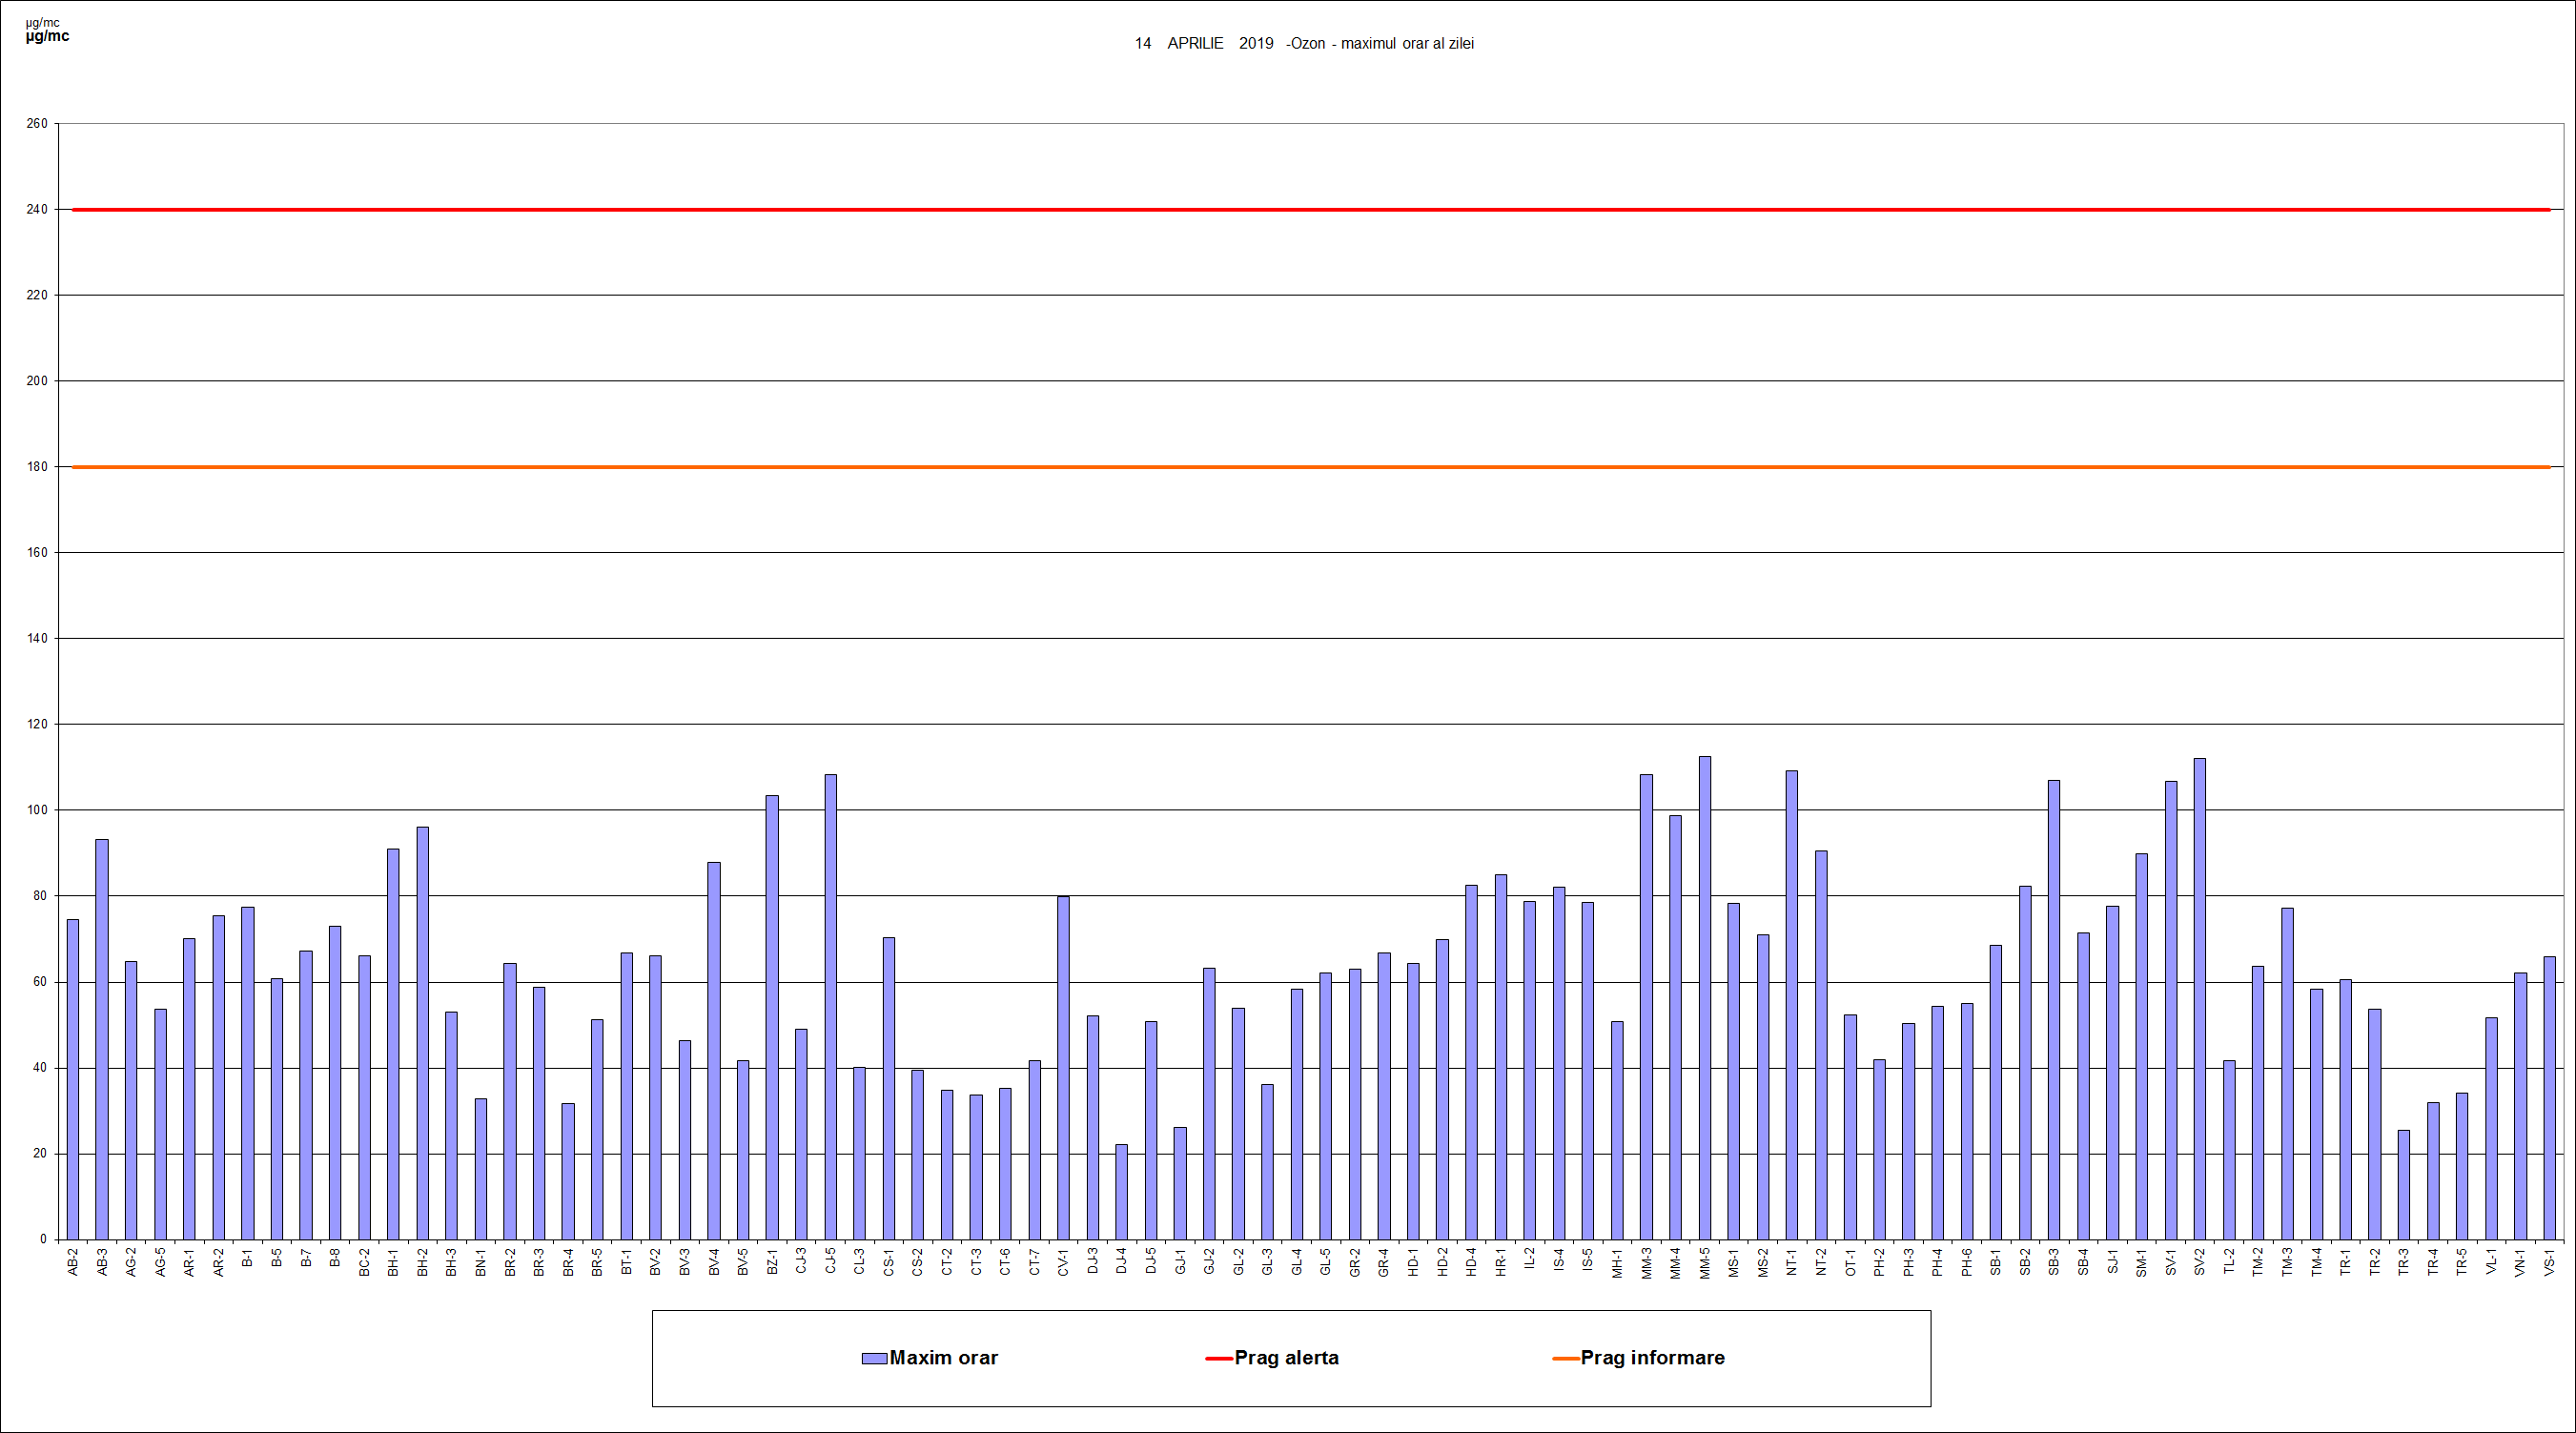 µg/mc
µg/mc
14 APRILIE 2019 -Ozon - maximul orar al zilei
260
240
220
200
180
160
140
120
100
80
60
40
20
0
AB-2 AB-3 AG-2 AG-5 AR-1 AR-2 B-1 B-5 B-7 B-8 BC-2 BH-1 BH-2 BH-3 BN-1 BR-2 BR-3 BR-4 BR-5 BT-1 BV-2 BV-3 BV-4 BV-5 BZ-1 CJ-3 CJ-5 CL-3 CS-1 CS-2 CT-2 CT-3 CT-6 CT-7 CV-1 DJ-3 DJ-4 DJ-5 GJ-1 GJ-2 GL-2 GL-3 GL-4 GL-5 GR-2 GR-4 HD-1 HD-2 HD-4 HR-1 IL-2 IS-4 IS-5 MH-1 MM-3 MM-4 MM-5 MS-1 MS-2 NT-1 NT-2 OT-1 PH-2 PH-3 PH-4 PH-6 SB-1 SB-2 SB-3 SB-4 SJ-1 SM-1 SV-1 SV-2 TL-2 TM-2 TM-3 TM-4 TR-1 TR-2 TR-3 TR-4 TR-5 VL-1 VN-1 VS-1
Maxim orar Prag alerta Prag informare